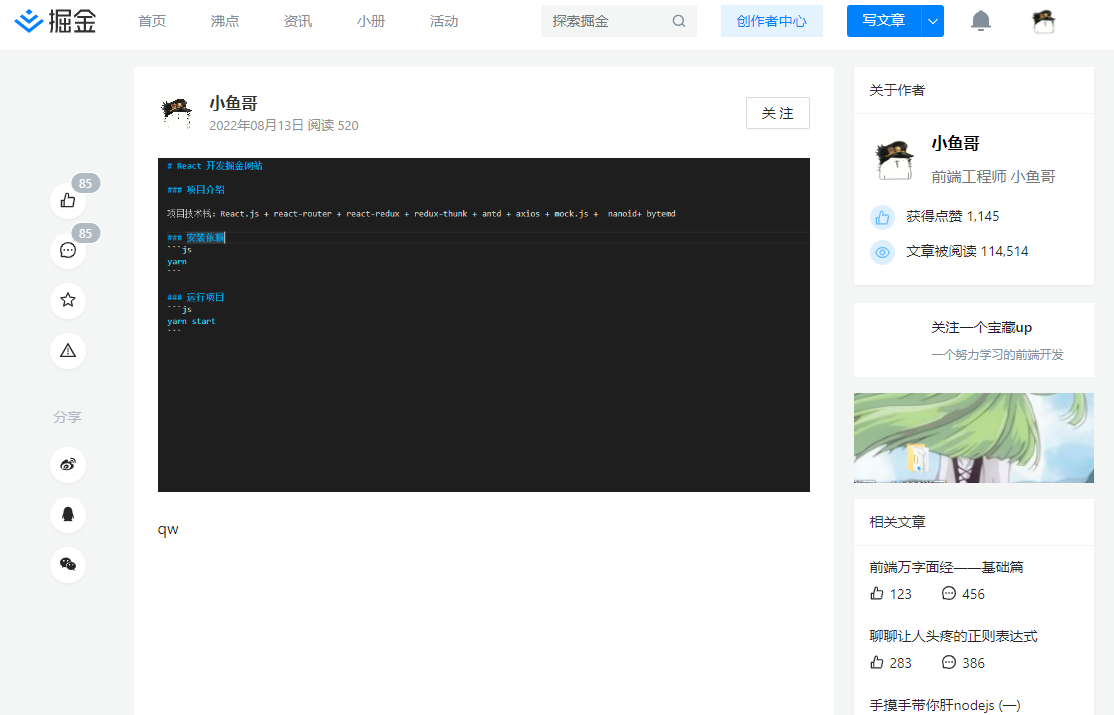 掘金
首页 沸点 资讯 小册 活动 探索掘金 创作者中心 写文章
小鱼哥
2022年08月13日 阅读 520
关 注
# React 开发掘金网站
### 项目介绍
项目技术栈：React.js + react-router + react-redux + redux-thunk + antd + axios + mock.js +  nanoid+ bytemd
### 安装依赖
```js
yarn
```
### 运行项目
```js
yarn start
```
qw
85
85
分享
关于作者
小鱼哥
前端工程师 小鱼哥
获得点赞 1,145
文章被阅读 114,514
关注一个宝藏up
一个努力学习的前端开发
相关文章
前端万字面经——基础篇
123 456
聊聊让人头疼的正则表达式
283 386
手摸手带你肝nodejs (一)